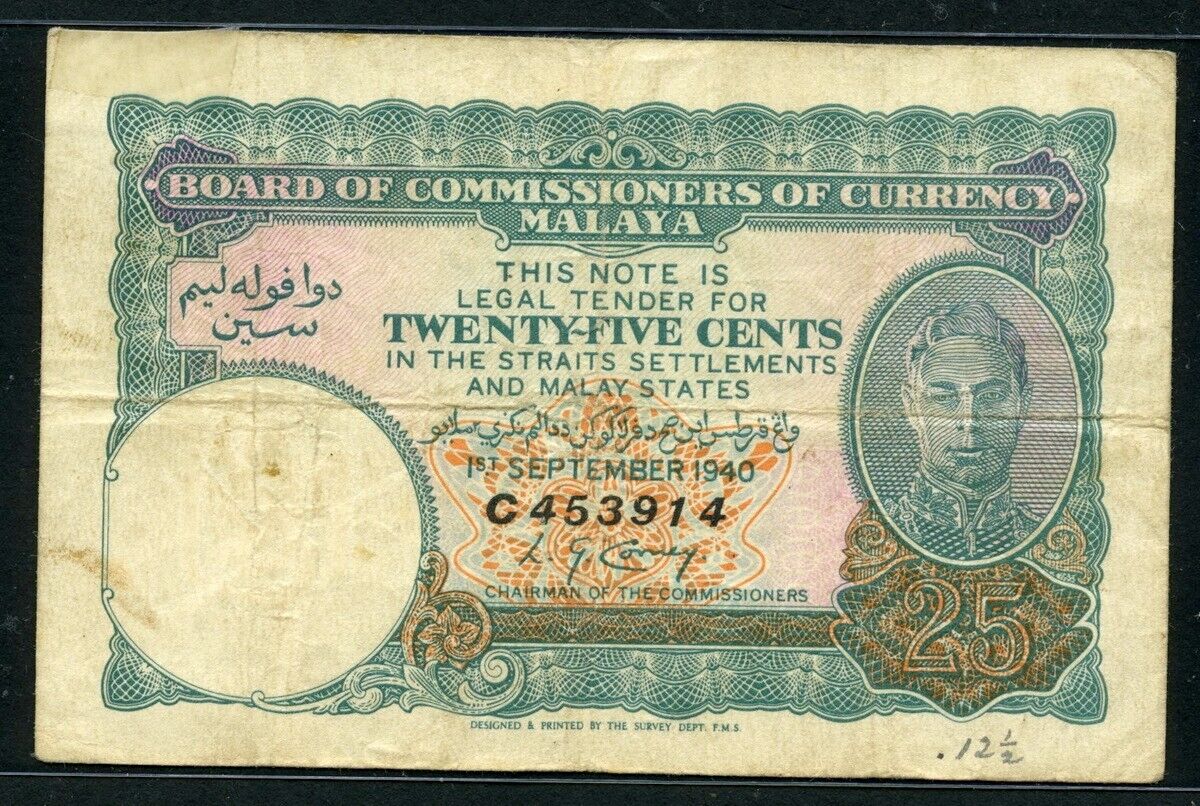 BOARD OF COMMISSIONERS OF CURRENCY
MALAYA
دوا فوله ليم
سين
THIS NOTE IS
LEGAL TENDER FOR
TWENTY-FIVE CENTS
IN THE STRAITS SETTLEMENTS
AND MALAY STATES
1ST SEPTEMBER 1940
C453914
CHAIRMAN OF THE COMMISSIONERS
25
DESIGNED & PRINTED BY THE SURVEY DEPT. F.M.S.
.12½